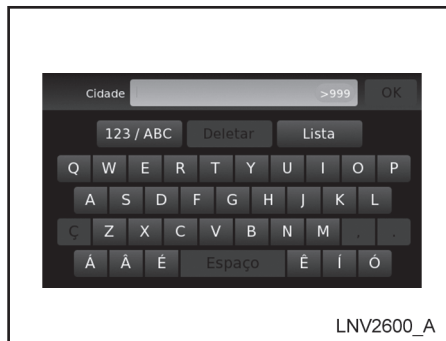 Cidade >999 OK
123 / ABC Deletar Lista
Q W E R T Y U I O P
A S D F G H J K L
Ç Z X C V B N M . .
Á Â É Espaço Ê Í Ó
LNV2600_A